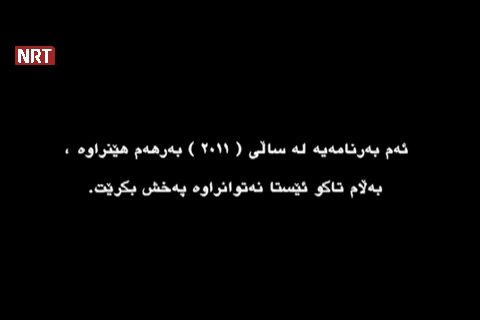 NRT
ئەم بەرنامەیە لە ساڵی ( ٢٠١١ ) بەرهەم هێنراوە ،
بەڵام تاکو ئێستا نەتوانراوە پەخش بکرێت.